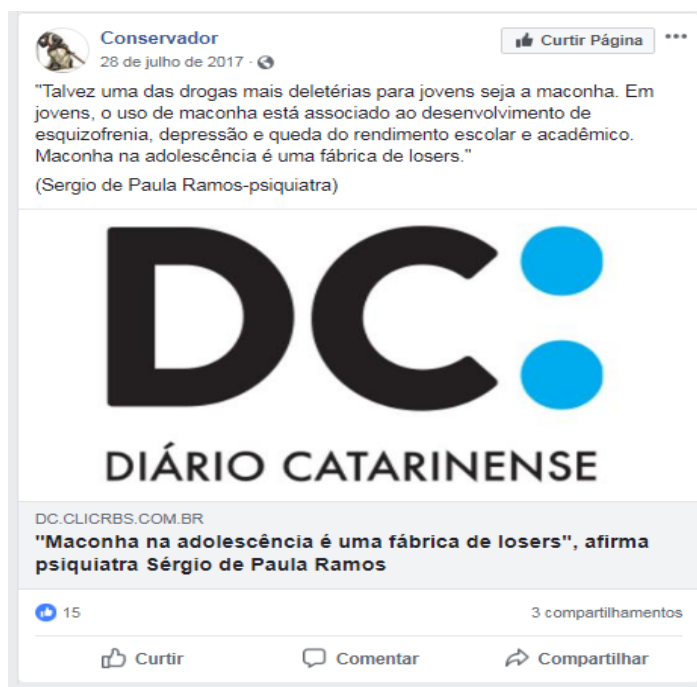 Conservador
Curtir Página
28 de julho de 2017
"Talvez uma das drogas mais deletérias para jovens seja a maconha. Em
jovens, o uso de maconha está associado ao desenvolvimento de
esquizofrenia, depressão e queda do rendimento escolar e acadêmico.
Maconha na adolescência é uma fábrica de losers."
(Sergio de Paula Ramos-psiquiatra)
DC:
DIÁRIO CATARINENSE
DC.CLICRBS.COM.BR
"Maconha na adolescência é uma fábrica de losers", afirma
psiquiatra Sérgio de Paula Ramos
15
3 compartilhamentos
Curtir
Comentar
Compartilhar